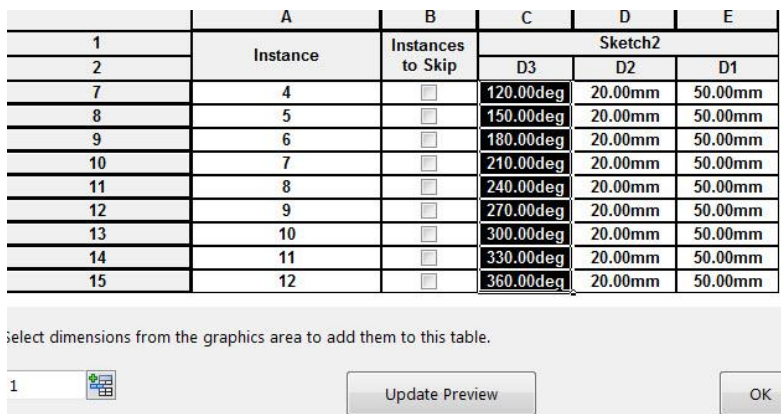 A B C D E
1 Instance Instances to Skip Sketch2
2 D3 D2 D1
7 4 120.00deg 20.00mm 50.00mm
8 5 150.00deg 20.00mm 50.00mm
9 6 180.00deg 20.00mm 50.00mm
10 7 210.00deg 20.00mm 50.00mm
11 8 240.00deg 20.00mm 50.00mm
12 9 270.00deg 20.00mm 50.00mm
13 10 300.00deg 20.00mm 50.00mm
14 11 330.00deg 20.00mm 50.00mm
15 12 360.00deg 20.00mm 50.00mm
Select dimensions from the graphics area to add them to this table.
1 Update Preview OK